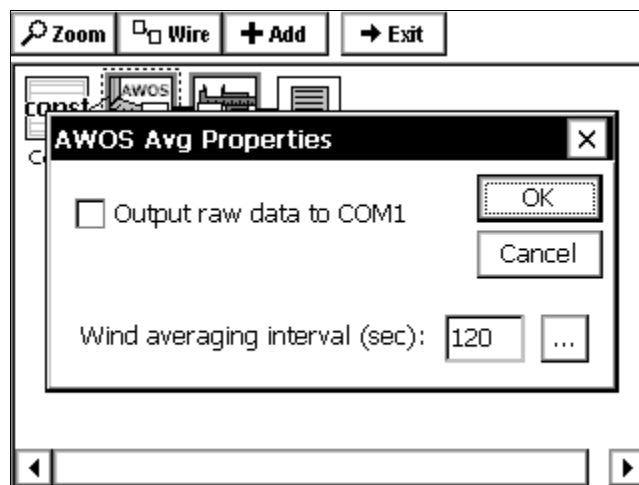 Zoom Wire Add Exit
AWOS
const
AWOS Avg Properties
Output raw data to COM1
OK
Cancel
Wind averaging interval (sec): 120 ...